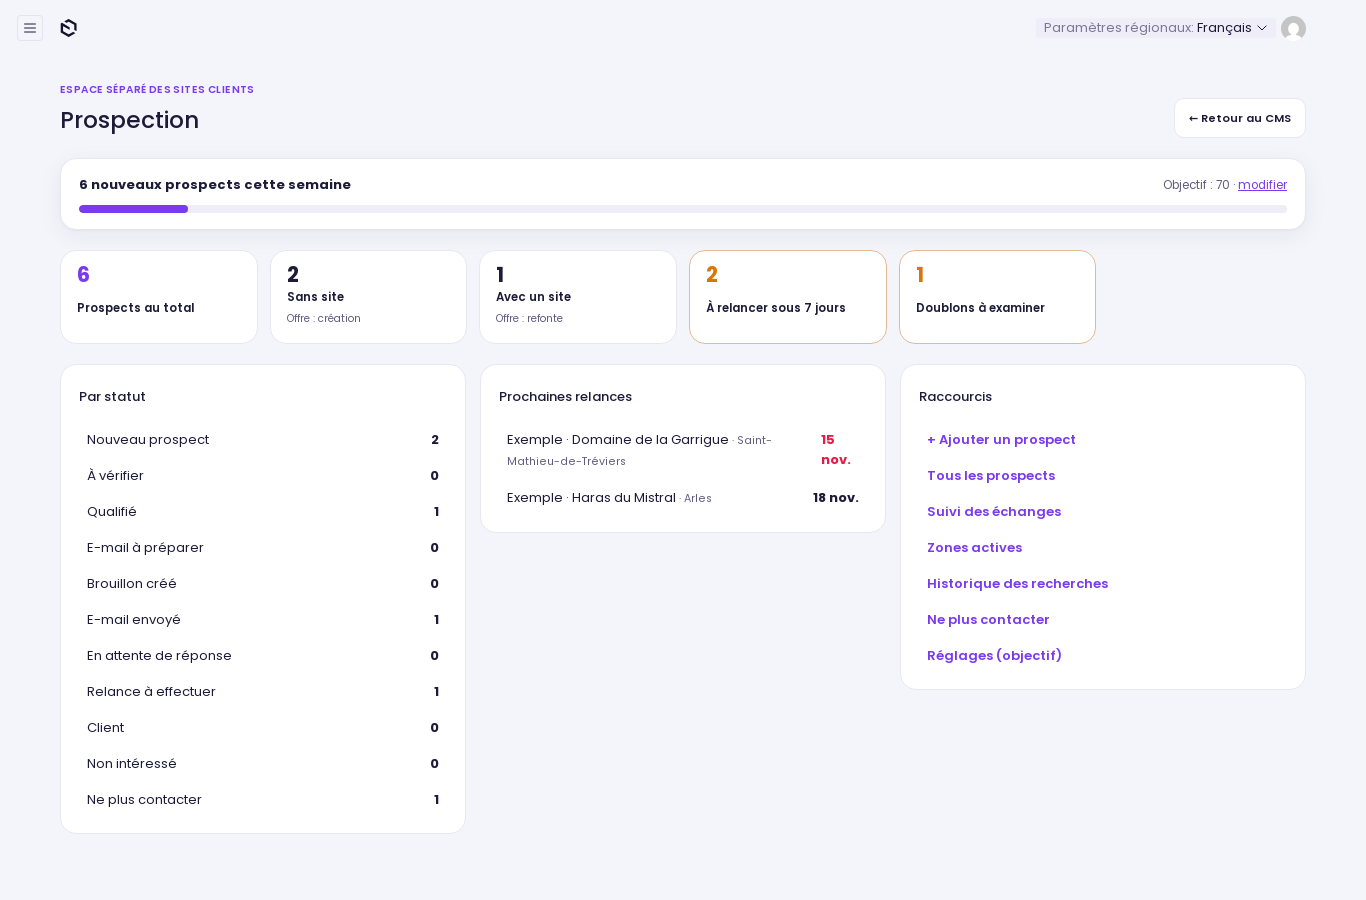 Paramètres régionaux: Français
ESPACE SÉPARÉ DES SITES CLIENTS
Prospection
← Retour au CMS
6 nouveaux prospects cette semaine
Objectif : 70 · modifier
6
Prospects au total
2
Sans site
Offre : création
1
Avec un site
Offre : refonte
2
À relancer sous 7 jours
1
Doublons à examiner
Par statut
Nouveau prospect 2
À vérifier 0
Qualifié 1
E-mail à préparer 0
Brouillon créé 0
E-mail envoyé 1
En attente de réponse 0
Relance à effectuer 1
Client 0
Non intéressé 0
Ne plus contacter 1
Prochaines relances
Exemple · Domaine de la Garrigue · Saint-
Mathieu-de-Tréviers
15
nov.
Exemple · Haras du Mistral · Arles 18 nov.
Raccourcis
+ Ajouter un prospect
Tous les prospects
Suivi des échanges
Zones actives
Historique des recherches
Ne plus contacter
Réglages (objectif)